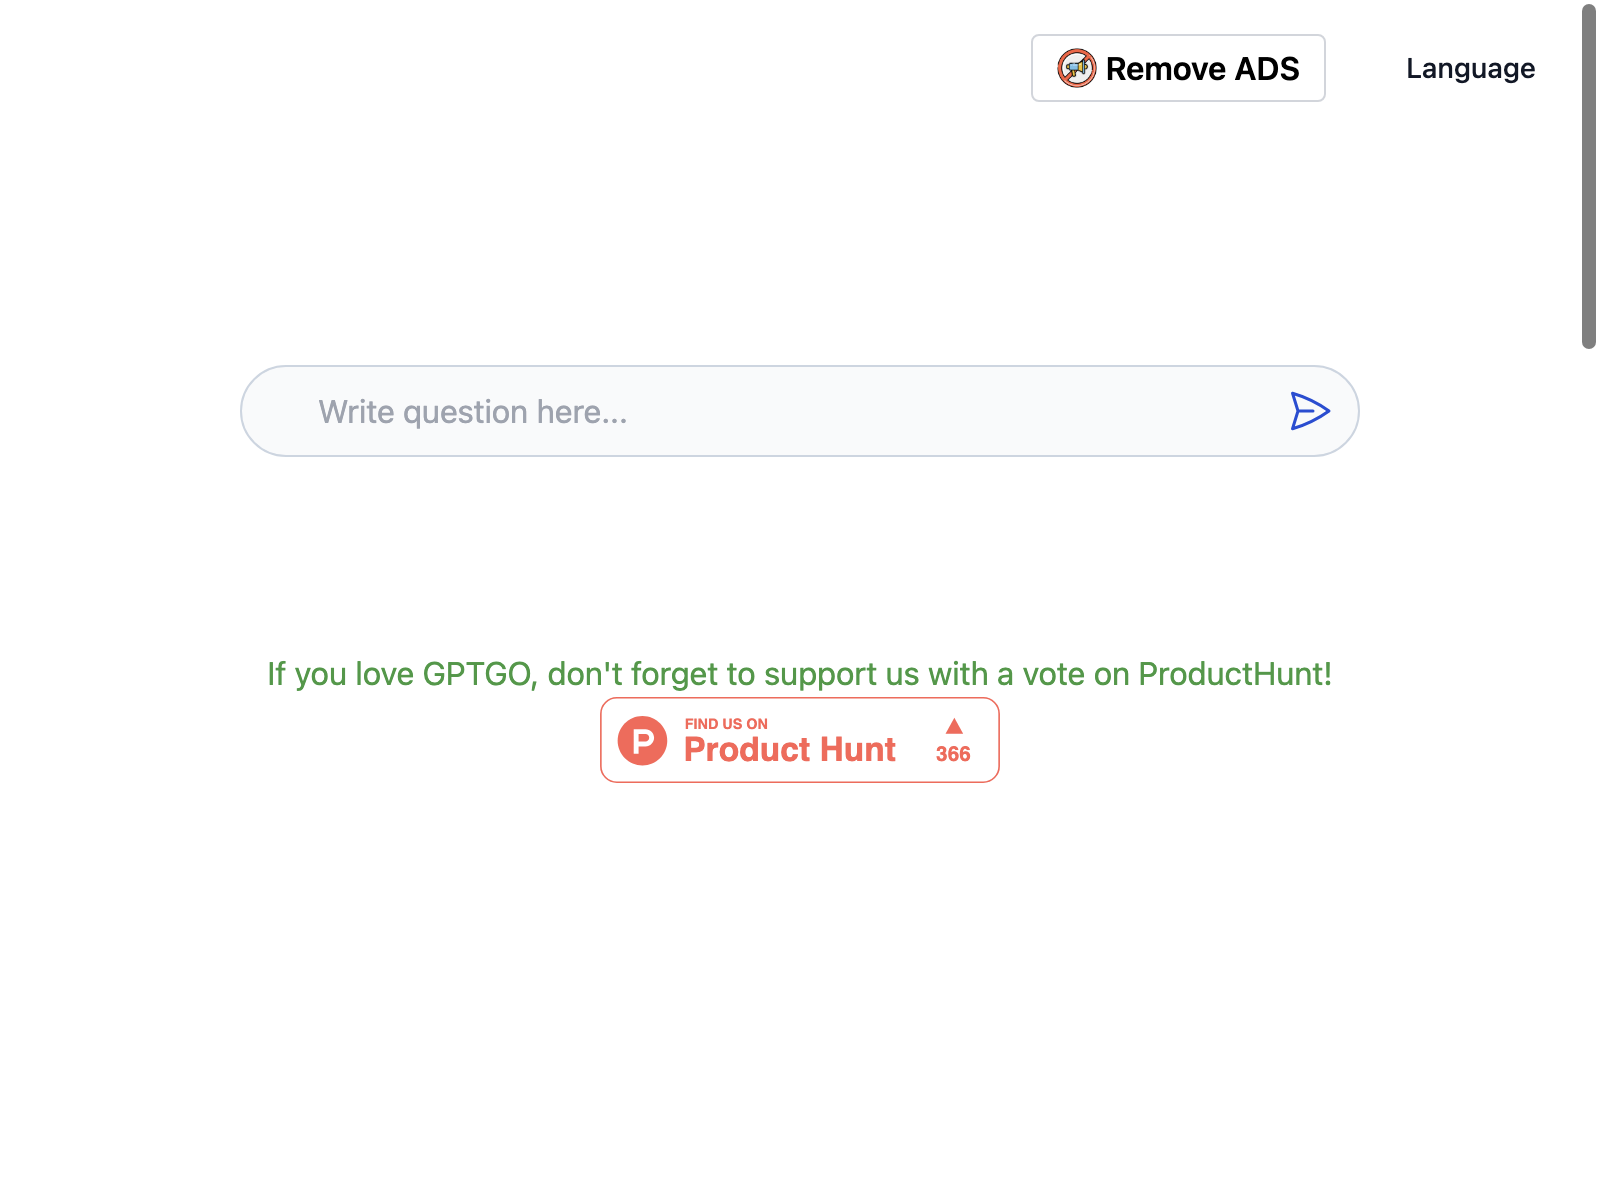 Remove ADS
Language
Write question here...
If you love GPTGO, don't forget to support us with a vote on ProductHunt!
P
FIND US ON
Product Hunt
366